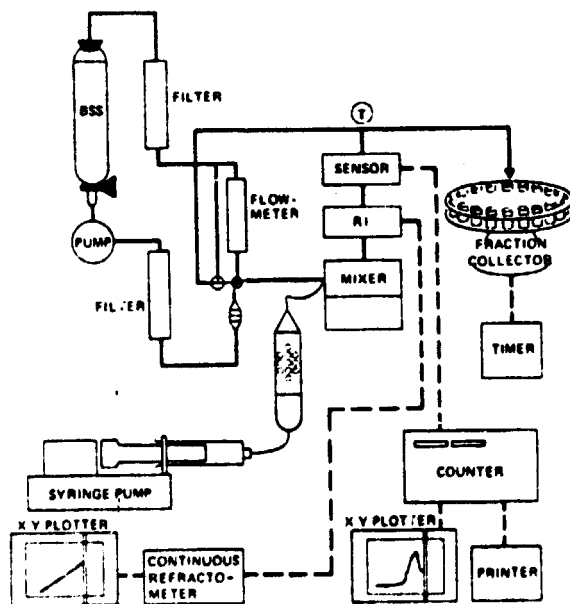 BSS
FILTER
T
SENSOR
FLOW-
METER
RI
PUMP
FRACTION
COLLECTOR
MIXER
FILTER
TIMER
COUNTER
SYRINGE PUMP
X Y PLOTTER
X Y PLOTTER
CONTINUOUS
REFRACTO-
METER
PRINTER